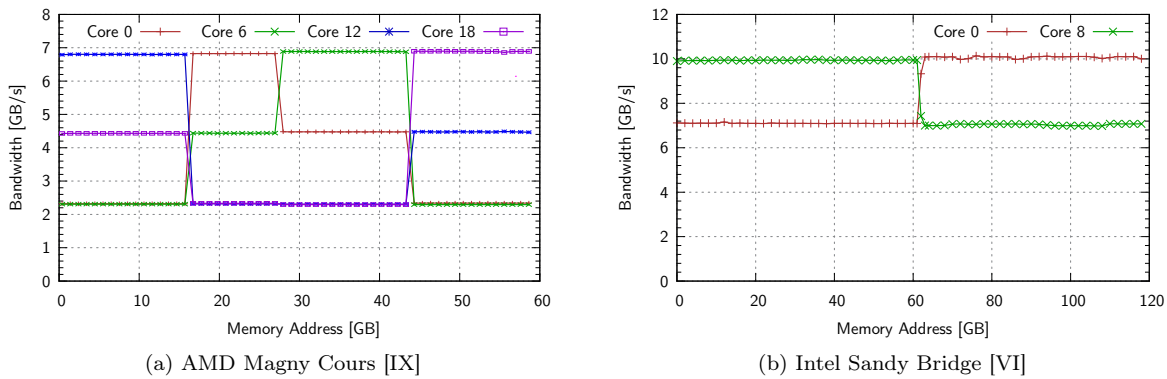 Core 0 Core 6 Core 12 Core 18
8
7
6
5
4
3
2
1
0
Bandwidth [GB/s]
0 10 20 30 40 50 60
Memory Address [GB]
(a) AMD Magny Cours [IX]
Core 0 Core 8
12
10
8
6
4
2
0
Bandwidth [GB/s]
0 20 40 60 80 100 120
Memory Address [GB]
(b) Intel Sandy Bridge [VI]